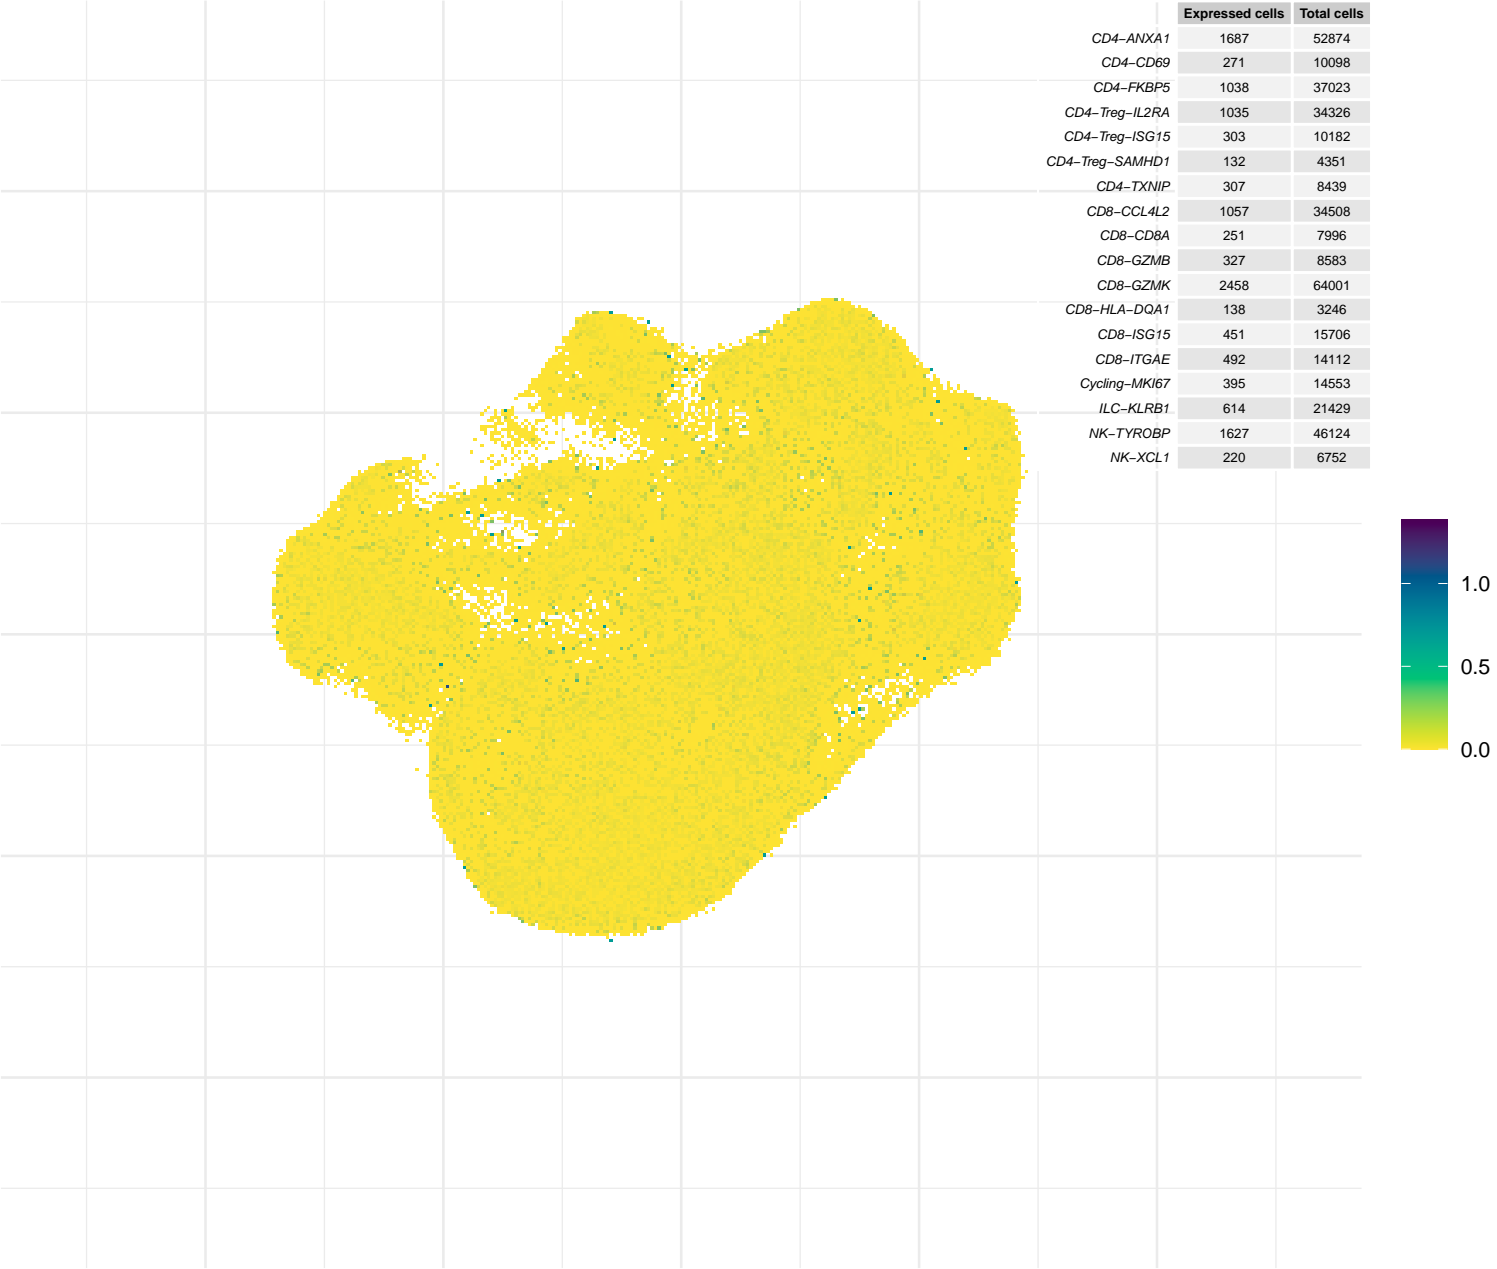 Expressed cells Total cells
CD4−ANXA1 1687 52874
CD4−CD69 271 10098
CD4−FKBP5 1038 37023
CD4−Treg−IL2RA 1035 34326
CD4−Treg−ISG15 303 10182
CD4−Treg−SAMHD1 132 4351
CD4−TXNIP 307 8439
CD8−CCL4L2 1057 34508
CD8−CD8A 251 7996
CD8−GZMB 327 8583
CD8−GZMK 2458 64001
CD8−HLA−DQA1 138 3246
CD8−ISG15 451 15706
CD8−ITGAE 492 14112
Cycling−MKI67 395 14553
ILC−KLRB1 614 21429
NK−TYROBP 1627 46124
NK−XCL1 220 6752
1.0
0.5
0.0